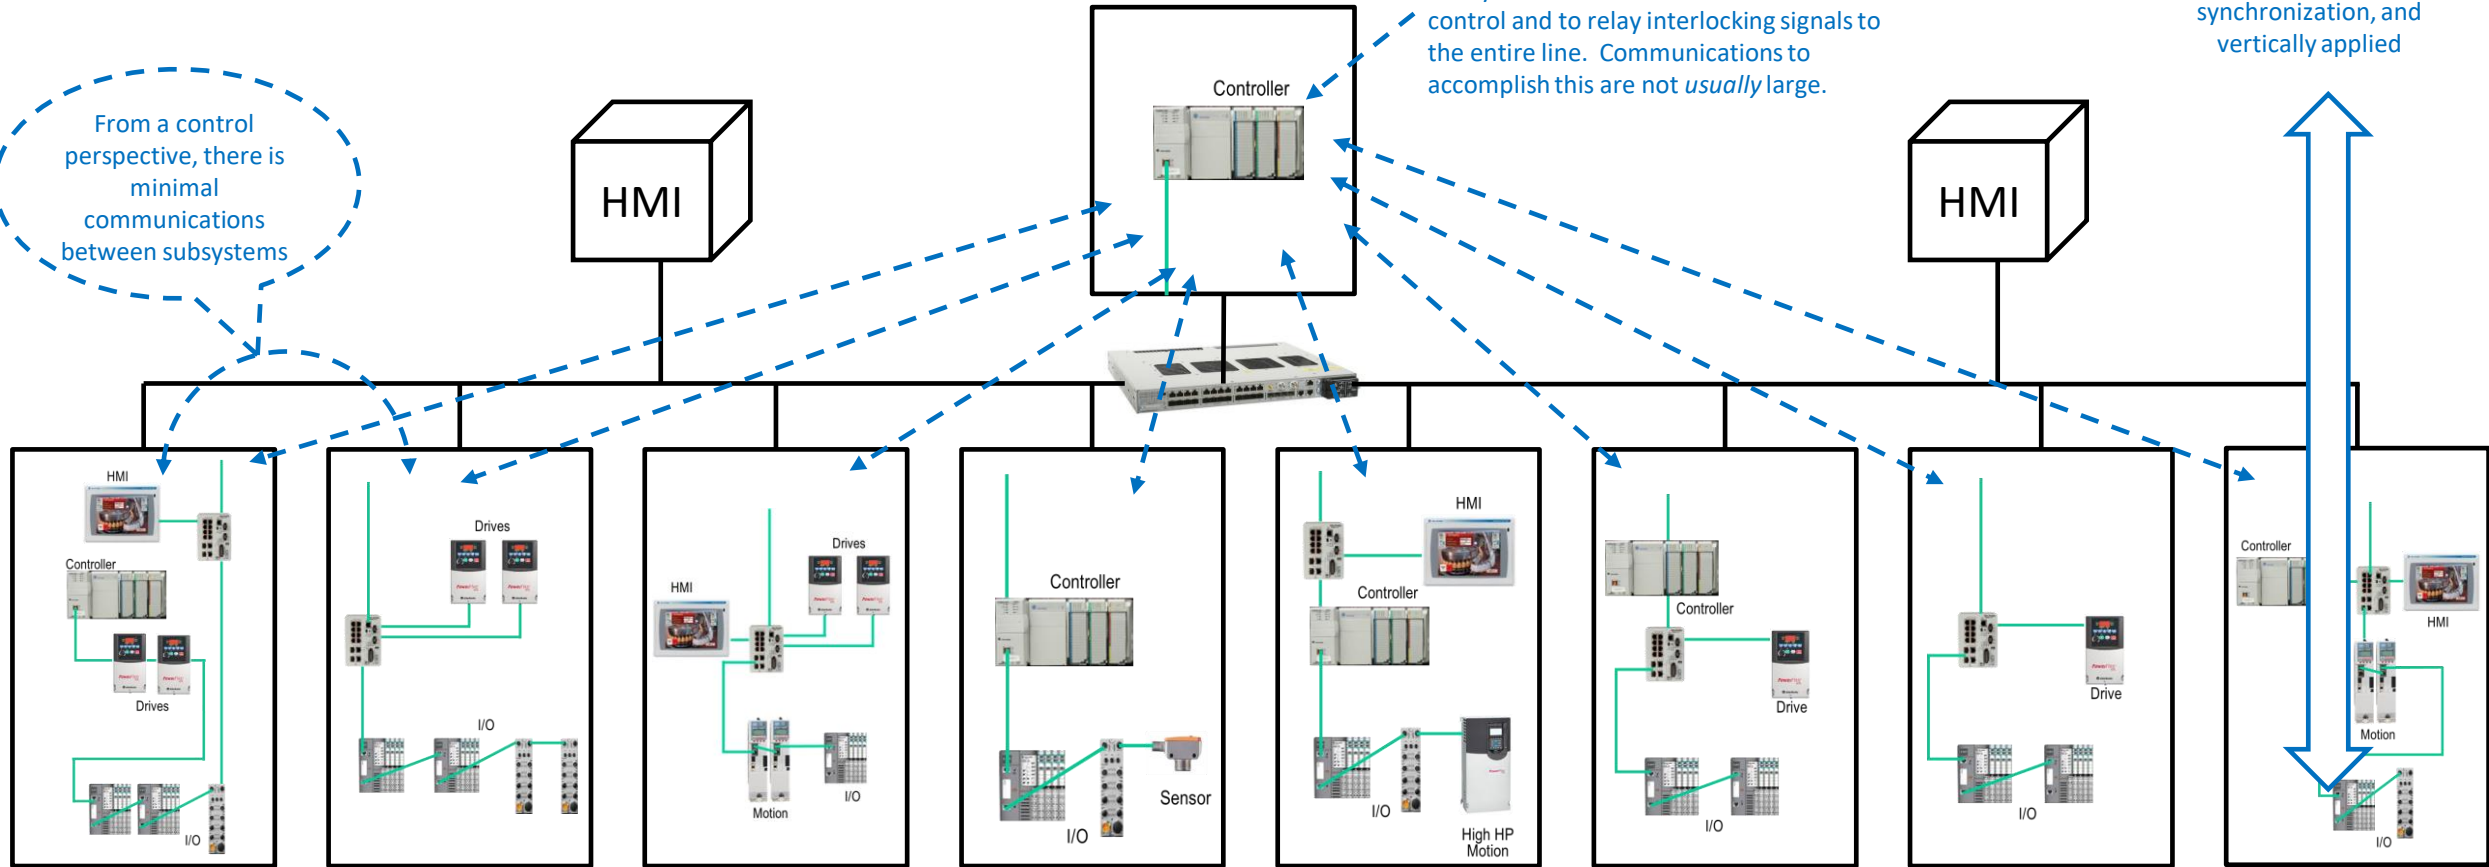 control and to relay interlocking signals to
the entire line. Communications to
accomplish this are not usually large.
synchronization, and
vertically applied
From a control
perspective, there is
minimal
communications
between subsystems
HMI
Controller
HMI
HMI
Controller
Drives
I/O
Drives
I/O
Drives
HMI
Motion
I/O
Controller
Sensor
I/O
HMI
Controller
I/O
High HP
Motion
Controller
Drive
I/O
Drive
I/O
Controller
HMI
Motion
I/O